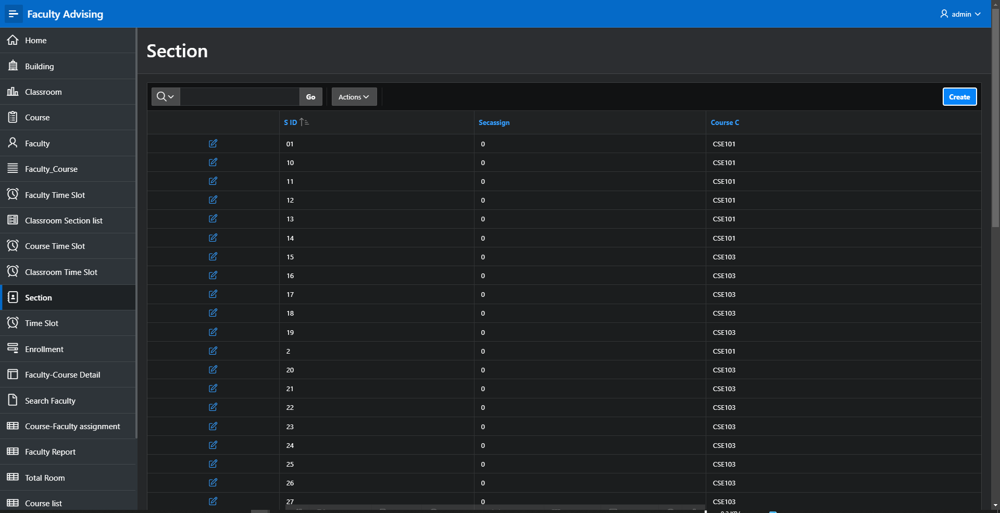 Faculty Advising
admin
Home
Building
Classroom
Course
Faculty
Faculty_Course
Faculty Time Slot
Classroom Section list
Course Time Slot
Classroom Time Slot
Section
Time Slot
Enrollment
Faculty-Course Detail
Search Faculty
Course-Faculty assignment
Faculty Report
Total Room
Course list
Section
Go Actions Create
S ID Secassign Course C
01 0 CSE101
10 0 CSE101
11 0 CSE101
12 0 CSE101
13 0 CSE101
14 0 CSE101
15 0 CSE103
16 0 CSE103
17 0 CSE103
18 0 CSE103
19 0 CSE103
2 0 CSE101
20 0 CSE103
21 0 CSE103
22 0 CSE103
23 0 CSE103
24 0 CSE103
25 0 CSE103
26 0 CSE103
27 0 CSE103